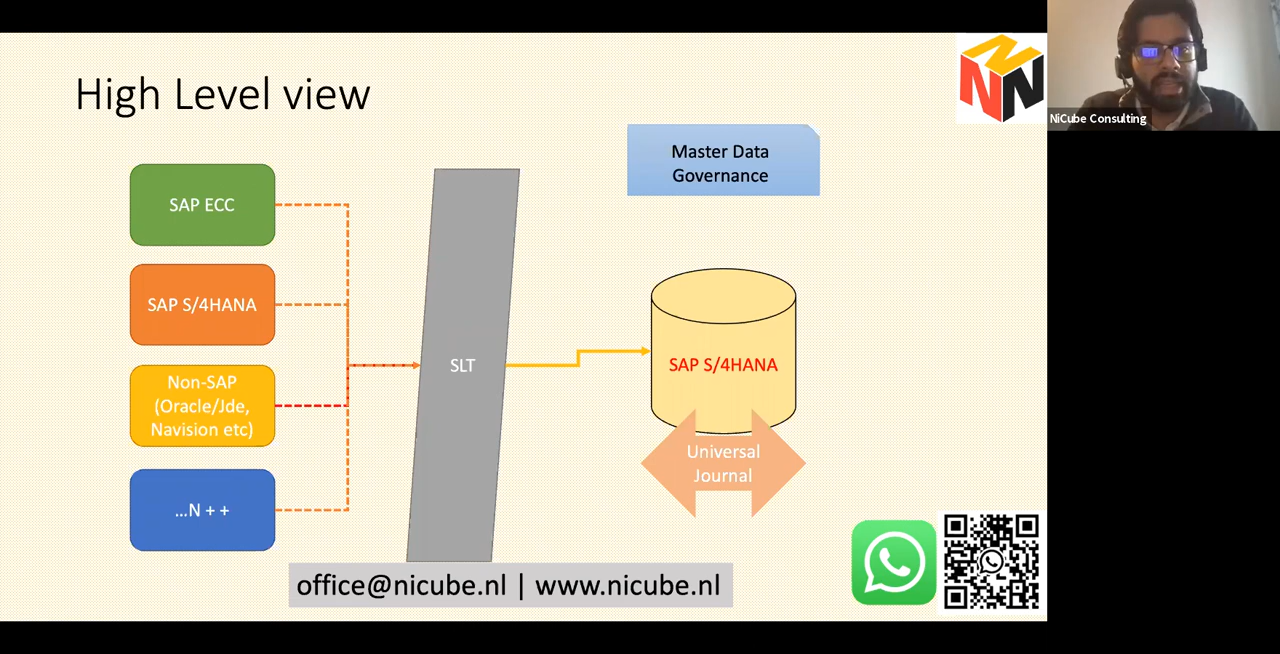 High Level view
NiCube Consulting
Master Data
Governance
SAP ECC
SAP S/4HANA
Non-SAP
(Oracle/Jde,
Navision etc)
...N + +
SLT
SAP S/4HANA
Universal
Journal
office@nicube.nl | www.nicube.nl